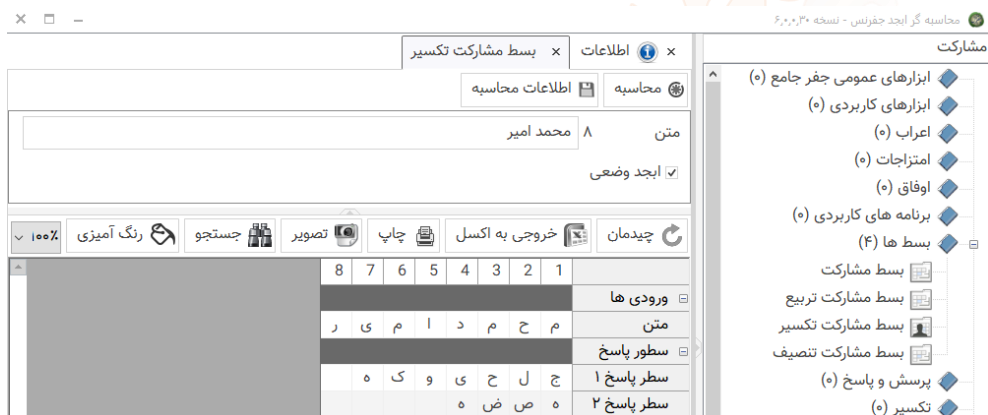 محاسبه گر ابجد جفرنس - نسخه ۶,۰,۰,۳۰
مشارکت
ابزارهای عمومی جفر جامع (۰)
ابزارهای کاربردی (۰)
اعراب (۰)
امتزاجات (۰)
اوفاق (۰)
برنامه های کاربردی (۰)
بسط ها (۴)
بسط مشارکت
بسط مشارکت تربیع
بسط مشارکت تکسیر
بسط مشارکت تنصیف
پرسش و پاسخ (۰)
تکسیر (۰)
اطلاعات
بسط مشارکت تکسیر
محاسبه
اطلاعات محاسبه
متن ۸ محمد امیر
ابجد وضعی
چیدمان
خروجی به اکسل
چاپ
تصویر
جستجو
رنگ آمیزی
۱۰۰%
1 2 3 4 5 6 7 8
ورودی ها
متن م ح م د ا م ی ر
سطور پاسخ
سطر پاسخ ۱ ج ل ح ی و ک ه
سطر پاسخ ۲ ه ص ض ه